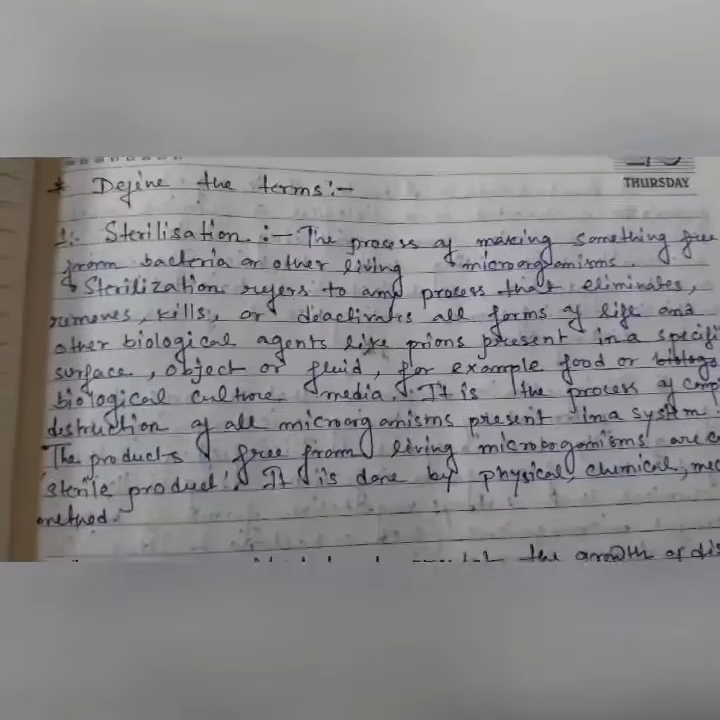 THURSDAY
* Define the terms:-
1. Sterilisation :- The process of making something free
from bacteria or other living microorganisms.
Sterilization refers to any process that eliminates,
removes, kills, or deactivates all forms of life and
other biological agents like prions present in a specifi
surface, object or fluid, for example food or biologo
biological culture media. It is the process of comp
destruction of all microorganisms present in a system
The products free from living microrganisms are c
sterile product'. It is done by physical, chemical, mec
method.
the growth of dis